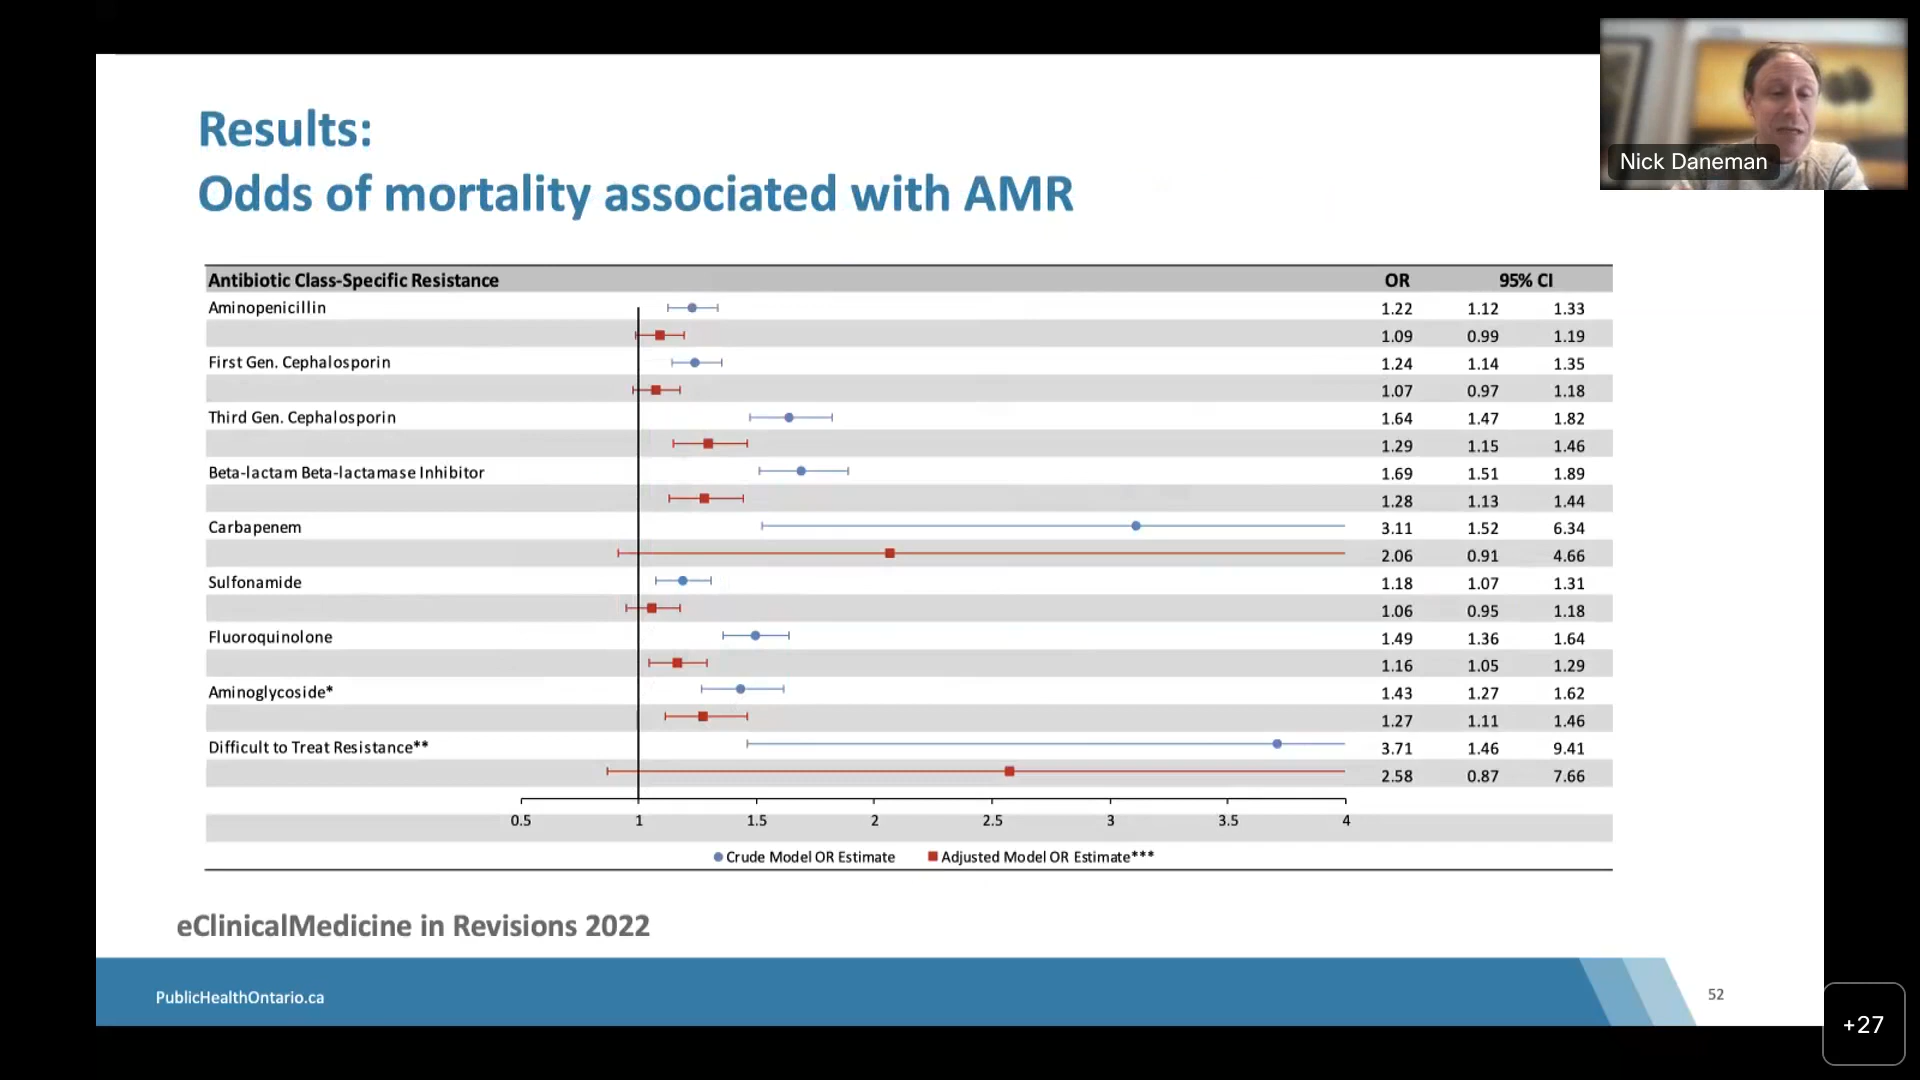 Nick Daneman
Results:
Odds of mortality associated with AMR
Antibiotic Class-Specific Resistance OR 95% CI
Aminopenicillin 1.22 1.12 1.33
1.09 0.99 1.19
First Gen. Cephalosporin 1.24 1.14 1.35
1.07 0.97 1.18
Third Gen. Cephalosporin 1.64 1.47 1.82
1.29 1.15 1.46
Beta-lactam Beta-lactamase Inhibitor 1.69 1.51 1.89
1.28 1.13 1.44
Carbapenem 3.11 1.52 6.34
2.06 0.91 4.66
Sulfonamide 1.18 1.07 1.31
1.06 0.95 1.18
Fluoroquinolone 1.49 1.36 1.64
1.16 1.05 1.29
Aminoglycoside* 1.43 1.27 1.62
1.27 1.11 1.46
Difficult to Treat Resistance** 3.71 1.46 9.41
2.58 0.87 7.66
0.5 1 1.5 2 2.5 3 3.5 4
Crude Model OR Estimate Adjusted Model OR Estimate***
eClinicalMedicine in Revisions 2022
PublicHealthOntario.ca 52
+27